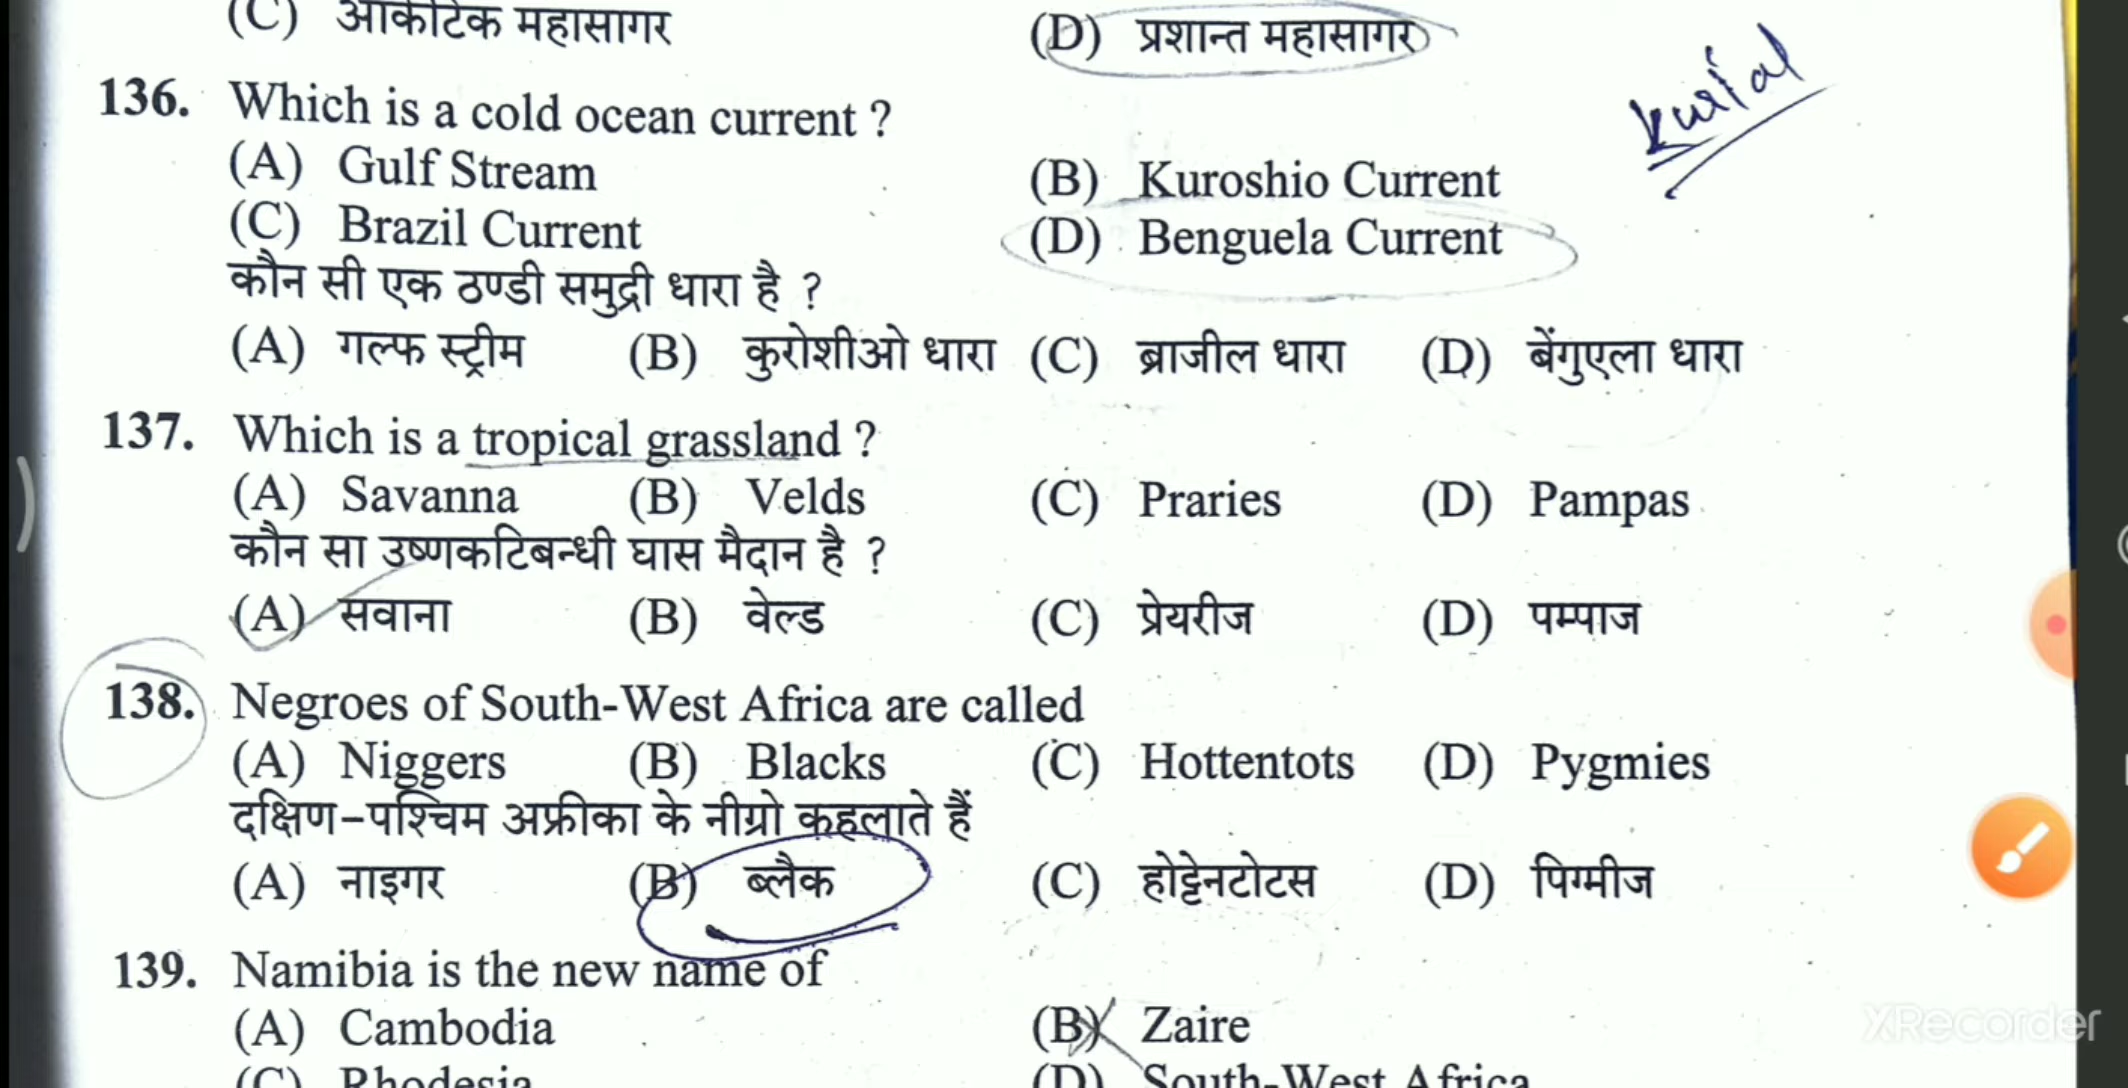 (C) आर्कटिक महासागर (D) प्रशान्त महासागर
136. Which is a cold ocean current ?
(A) Gulf Stream (B) Kuroshio Current
(C) Brazil Current (D) Benguela Current
कौन सी एक ठण्डी समुद्री धारा है ?
(A) गल्फ स्ट्रीम (B) कुरोशीओ धारा (C) ब्राजील धारा (D) बेंगुएला धारा
137. Which is a tropical grassland ?
(A) Savanna (B) Velds (C) Praries (D) Pampas
कौन सा उष्णकटिबन्धी घास मैदान है ?
(A) सवाना (B) वेल्ड (C) प्रेयरीज (D) पम्पाज
138. Negroes of South-West Africa are called
(A) Niggers (B) Blacks (C) Hottentots (D) Pygmies
दक्षिण-पश्चिम अफ्रीका के नीग्रो कहलाते हैं
(A) नाइगर (B) ब्लैक (C) होट्टेनटोटस (D) पिग्मीज
139. Namibia is the new name of
(A) Cambodia (B) Zaire
(C) Rhodesia (D) South-West Africa
XRecorder